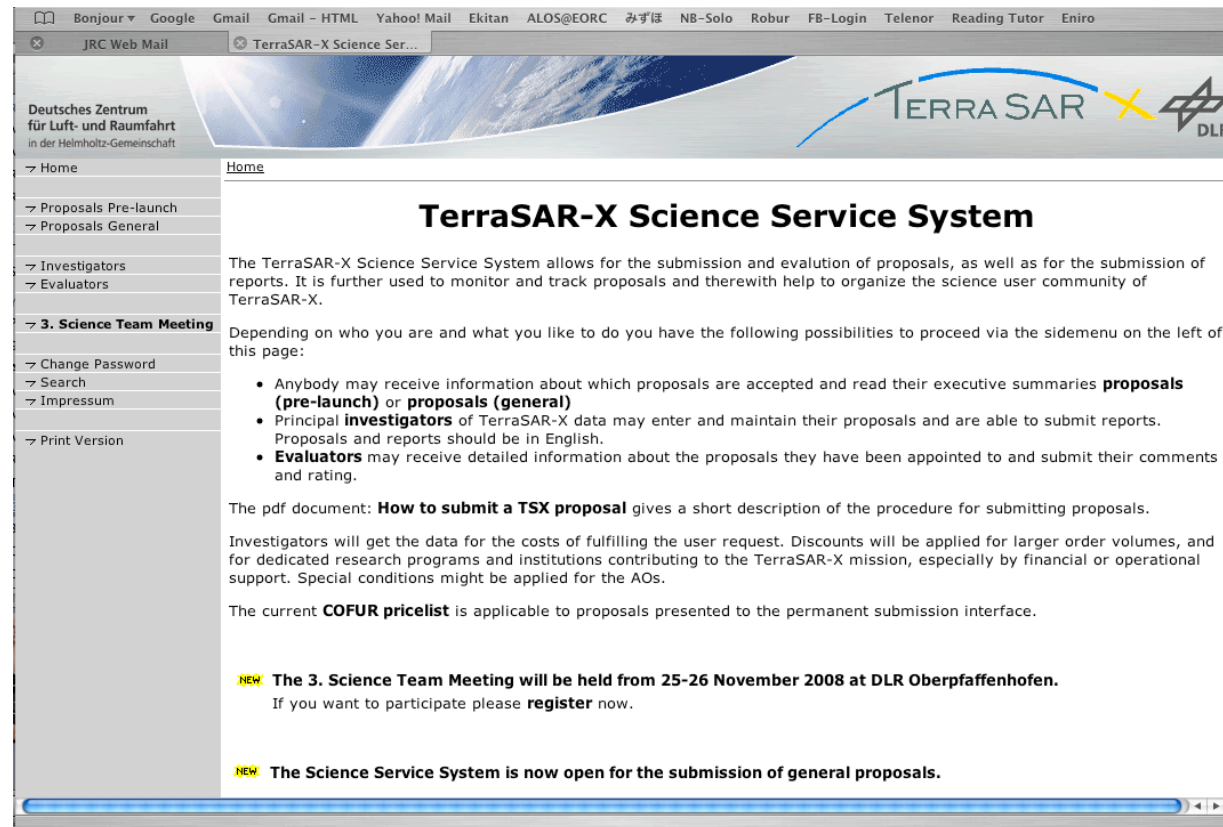 Bonjour Google Gmail Gmail – HTML Yahoo! Mail Ekitan ALOS@EORC みずほ NB-Solo Robur FB-Login Telenor Reading Tutor Eniro
JRC Web Mail TerraSAR-X Science Ser...
Deutsches Zentrum
für Luft- und Raumfahrt
in der Helmholtz-Gemeinschaft
TERRA SAR X
DLR
Home
Proposals Pre-launch
Proposals General
Investigators
Evaluators
3. Science Team Meeting
Change Password
Search
Impressum
Print Version
Home
TerraSAR-X Science Service System
The TerraSAR-X Science Service System allows for the submission and evalution of proposals, as well as for the submission of
reports. It is further used to monitor and track proposals and therewith help to organize the science user community of
TerraSAR-X.
Depending on who you are and what you like to do you have the following possibilities to proceed via the sidemenu on the left of
this page:
• Anybody may receive information about which proposals are accepted and read their executive summaries proposals
(pre-launch) or proposals (general)
• Principal investigators of TerraSAR-X data may enter and maintain their proposals and are able to submit reports.
Proposals and reports should be in English.
• Evaluators may receive detailed information about the proposals they have been appointed to and submit their comments
and rating.
The pdf document: How to submit a TSX proposal gives a short description of the procedure for submitting proposals.
Investigators will get the data for the costs of fulfilling the user request. Discounts will be applied for larger order volumes, and
for dedicated research programs and institutions contributing to the TerraSAR-X mission, especially by financial or operational
support. Special conditions might be applied for the AOs.
The current COFUR pricelist is applicable to proposals presented to the permanent submission interface.
NEW The 3. Science Team Meeting will be held from 25-26 November 2008 at DLR Oberpfaffenhofen.
If you want to participate please register now.
NEW The Science Service System is now open for the submission of general proposals.